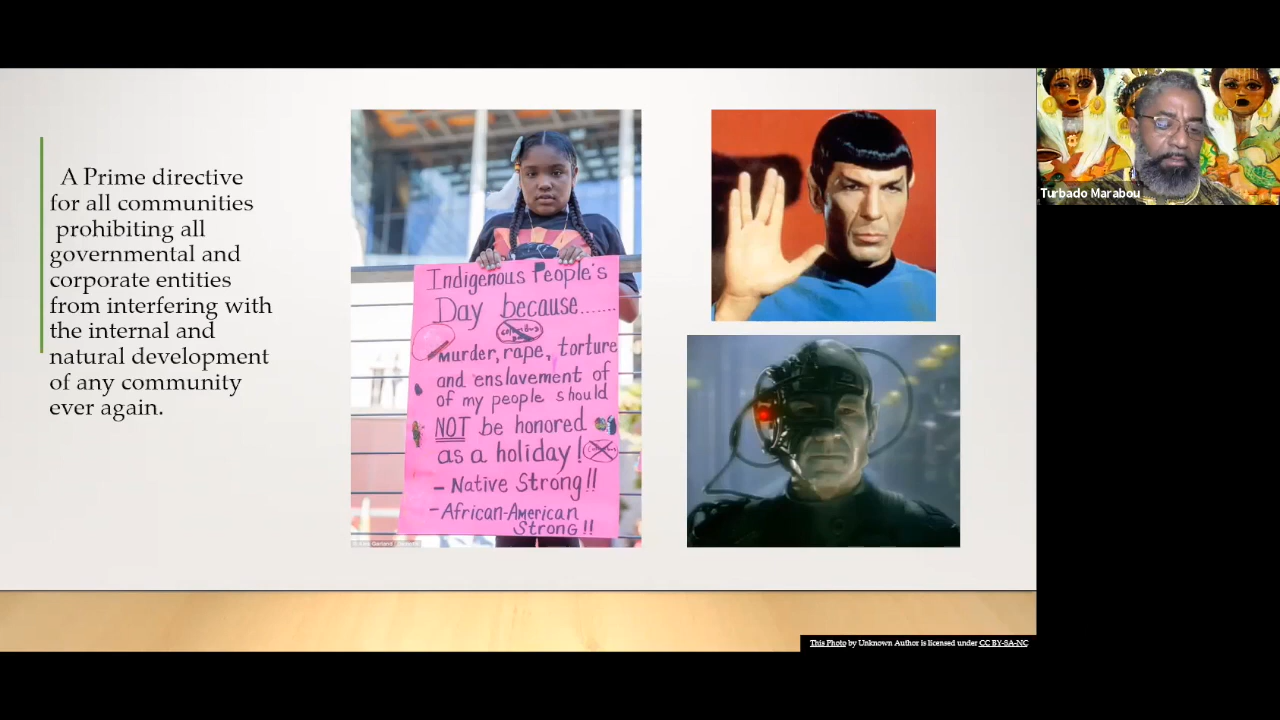 A Prime directive
for all communities
prohibiting all
governmental and
corporate entities
from interfering with
the internal and
natural development
of any community
ever again.
Indigenous People's
Day because.......
Columbus
Murder, rape, torture
and enslavement of
of my people should
NOT be honored
as a holiday!
- Native Strong!!
- African-American
Strong!!
Turbado Marabou
This Photo by Unknown Author is licensed under CC BY-SA-NC